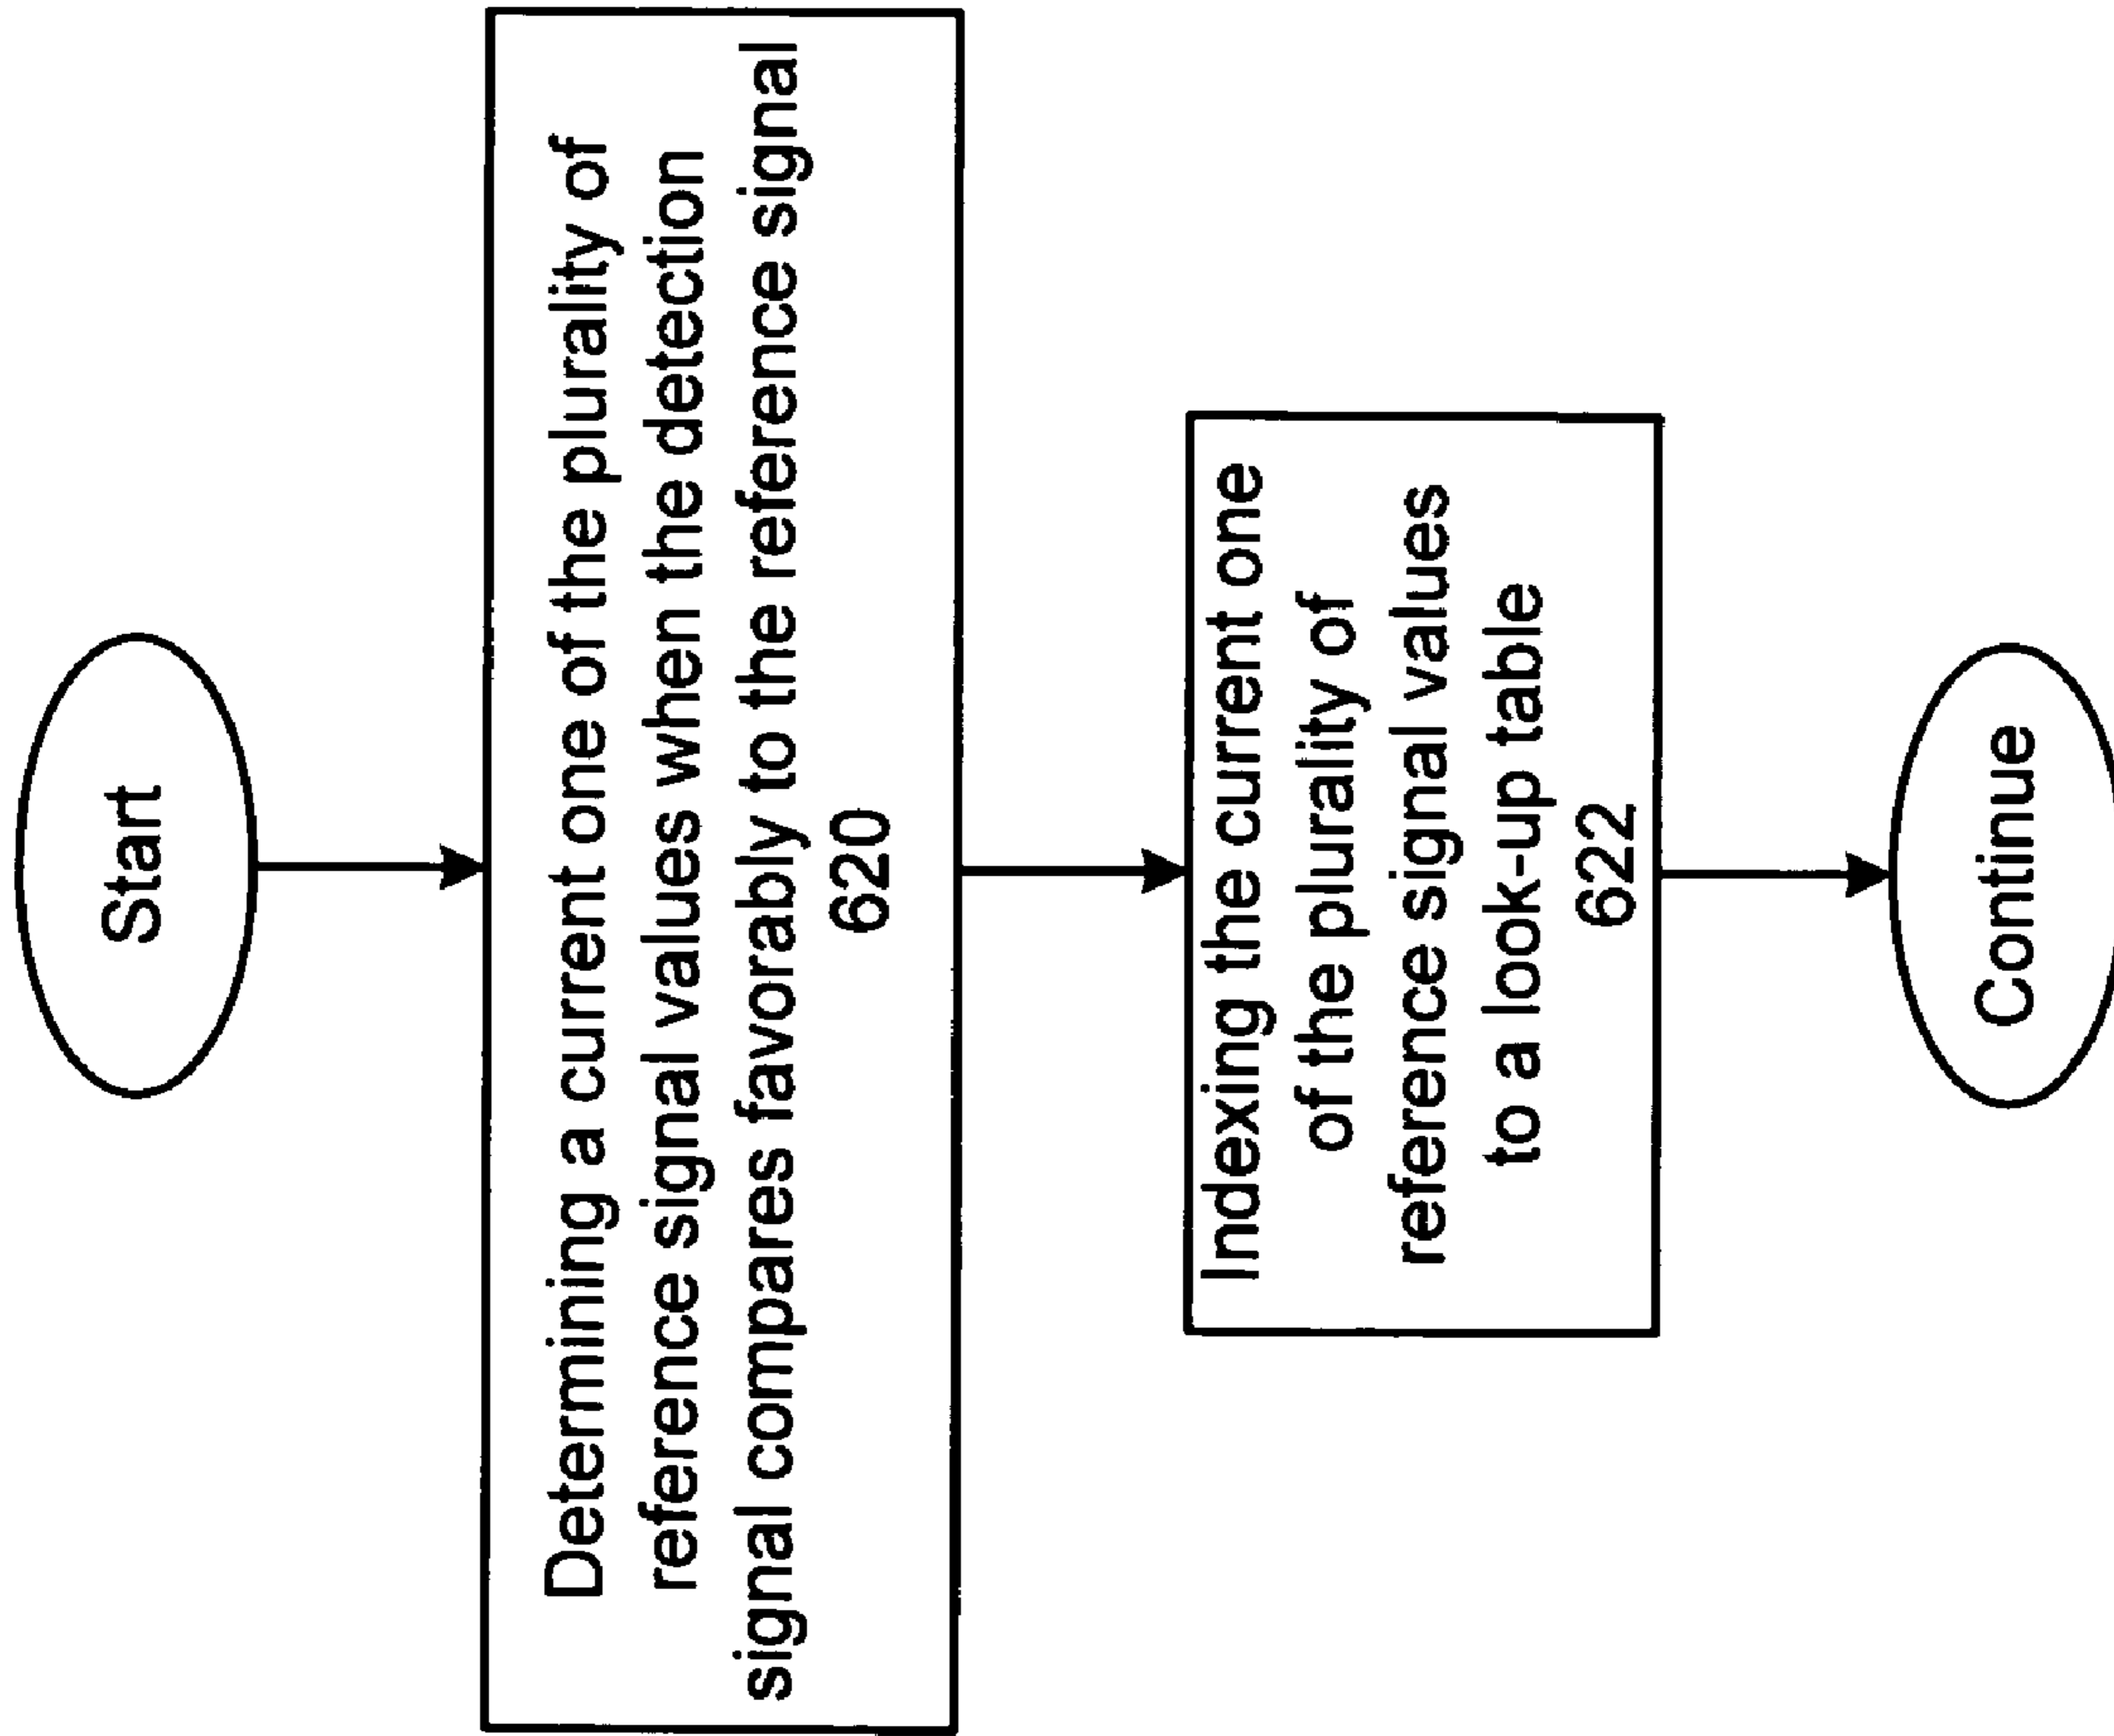 Start
Determining a current one of the plurality of
reference signal values when the detection
signal compares favorably to the reference signal
620
Indexing the current one
of the plurality of
reference signal values
to a look-up table
622
Continue